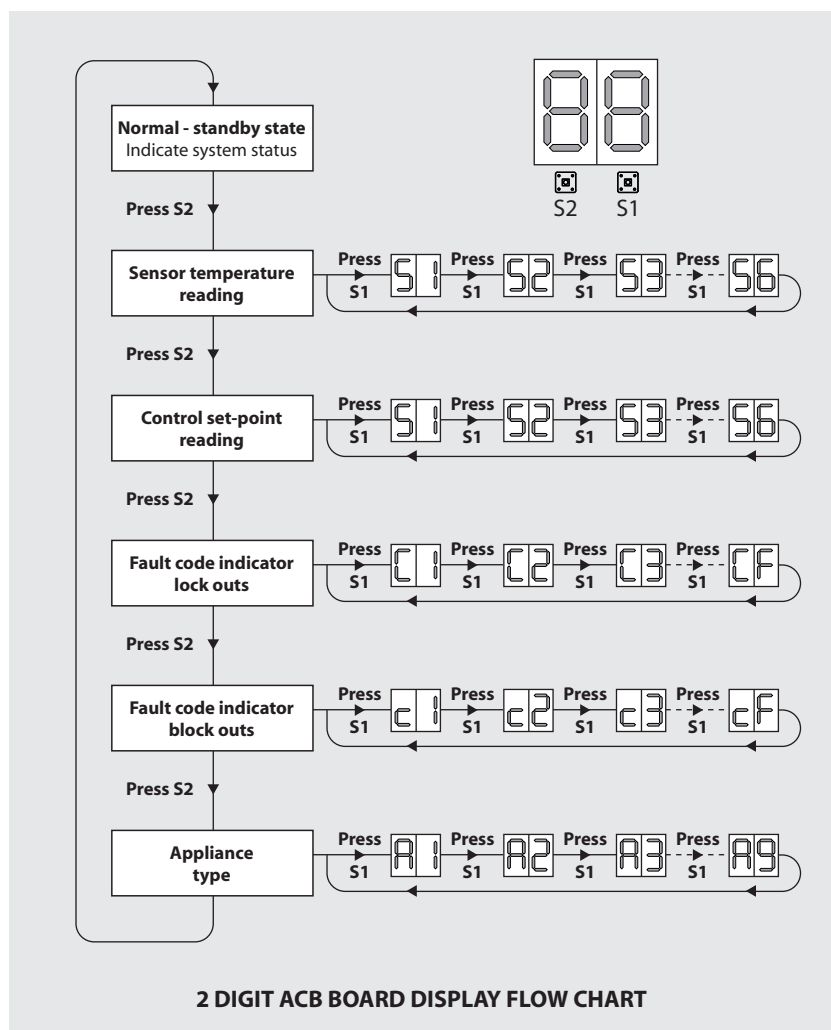 Normal - standby state
Indicate system status
88
S2 S1
Press S2
Sensor temperature
reading
Press Press Press Press
S1 S2 S3 S6
S1 S1 S1 S1
Press S2
Control set-point
reading
Press Press Press Press
S1 S2 S3 S6
S1 S1 S1 S1
Press S2
Fault code indicator
lock outs
Press Press Press Press
C1 C2 C3 CF
S1 S1 S1 S1
Press S2
Fault code indicator
block outs
Press Press Press Press
c1 c2 c3 cF
S1 S1 S1 S1
Press S2
Appliance
type
Press Press Press Press
A1 A2 A3 A9
S1 S1 S1 S1
2 DIGIT ACB BOARD DISPLAY FLOW CHART